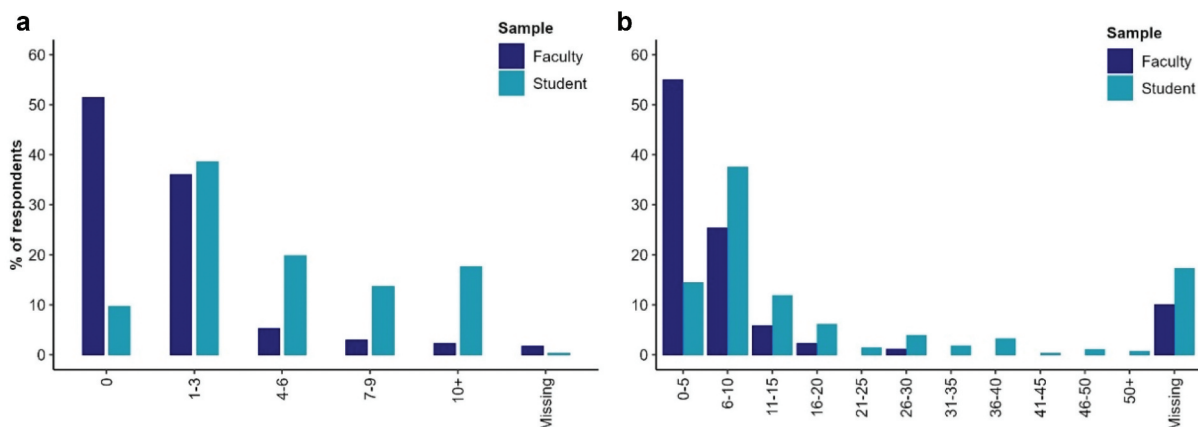 a
Sample
Faculty
Student
% of respondents
60
50
40
30
20
10
0
0
1-3
4-6
7-9
10+
Missing
b
Sample
Faculty
Student
60
50
40
30
20
10
0
0-5
6-10
11-15
16-20
21-25
26-30
31-35
36-40
41-45
46-50
50+
Missing